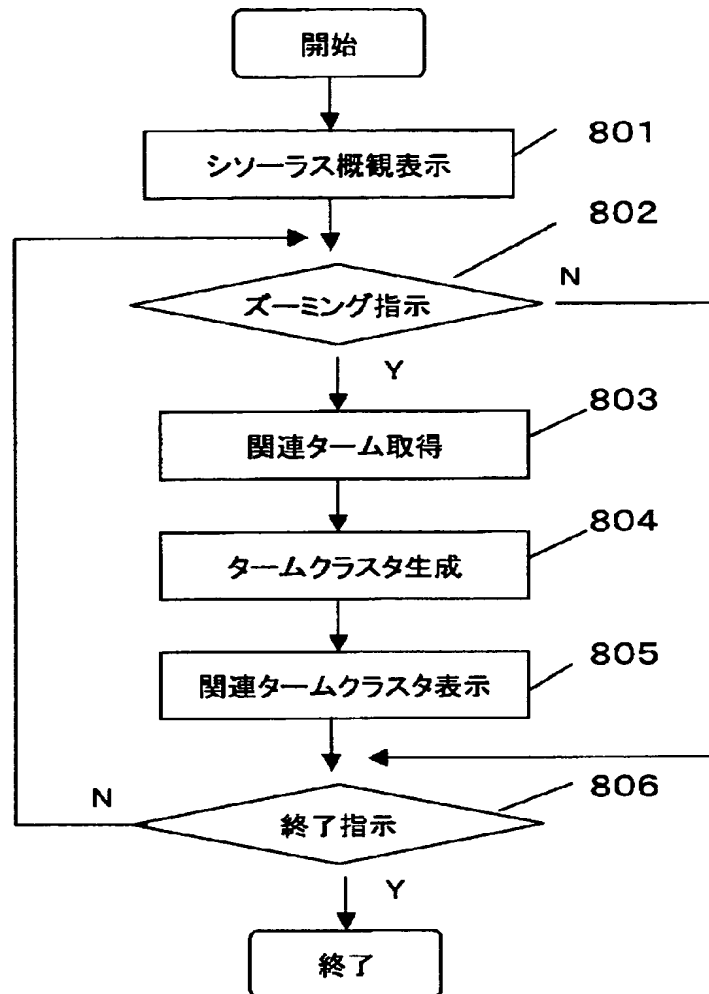 開始
801
シソーラス概観表示
802
ズーミング指示
N
Y
803
関連ターム取得
804
タームクラスタ生成
805
関連タームクラスタ表示
806
N
終了指示
Y
終了